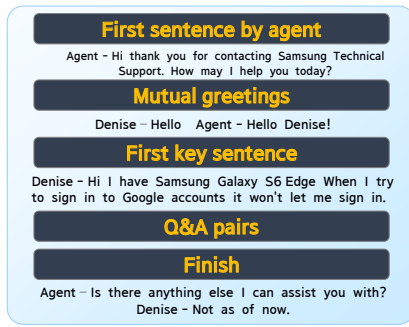 First sentence by agent
Agent - Hi thank you for contacting Samsung Technical
Support. How may I help you today?
Mutual greetings
Denise – Hello Agent - Hello Denise!
First key sentence
Denise - Hi I have Samsung Galaxy S6 Edge When I try
to sign in to Google accounts it won't let me sign in.
Q&A pairs
Finish
Agent – Is there anything else I can assist you with?
Denise - Not as of now.